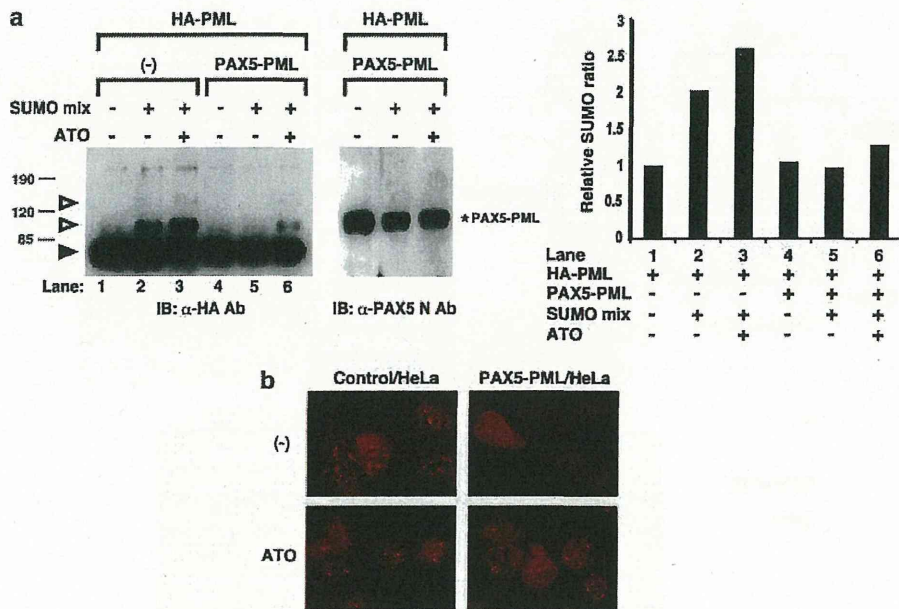 a
HA-PML
(-) PAX5-PML
SUMO mix - + + - + +
ATO - - + - - +
190
120
85
Lane: 1 2 3 4 5 6
IB: α-HA Ab
HA-PML
PAX5-PML
- + +
- - +
*PAX5-PML
IB: α-PAX5 N Ab
Relative SUMO ratio
3
2.5
2
1.5
1
0.5
0
Lane 1 2 3 4 5 6
HA-PML + + + + + +
PAX5-PML - - - + + +
SUMO mix - + + - + +
ATO - - + - - +
b
Control/HeLa PAX5-PML/HeLa
(-)
ATO